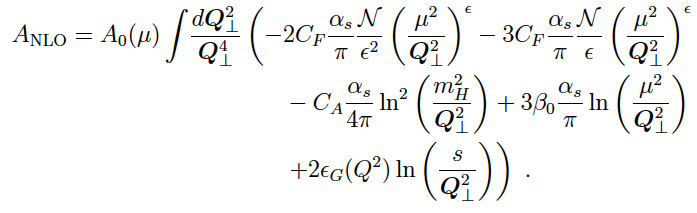 A_{\rm NLO} = A_0(\mu) \int \frac{d\boldsymbol{Q}_\perp^2}{\boldsymbol{Q}_\perp^4} \left( -2C_F \frac{\alpha_s}{\pi} \frac{\mathcal{N}}{\epsilon^2} \left( \frac{\mu^2}{\boldsymbol{Q}_\perp^2} \right)^\epsilon - 3C_F \frac{\alpha_s}{\pi} \frac{\mathcal{N}}{\epsilon} \left( \frac{\mu^2}{\boldsymbol{Q}_\perp^2} \right)^\epsilon \right.
- C_A \frac{\alpha_s}{4\pi} \ln^2 \left( \frac{m_H^2}{\boldsymbol{Q}_\perp^2} \right) + 3\beta_0 \frac{\alpha_s}{\pi} \ln \left( \frac{\mu^2}{\boldsymbol{Q}_\perp^2} \right)
\left. +2\epsilon_G(Q^2) \ln \left( \frac{s}{\boldsymbol{Q}_\perp^2} \right) \right) .